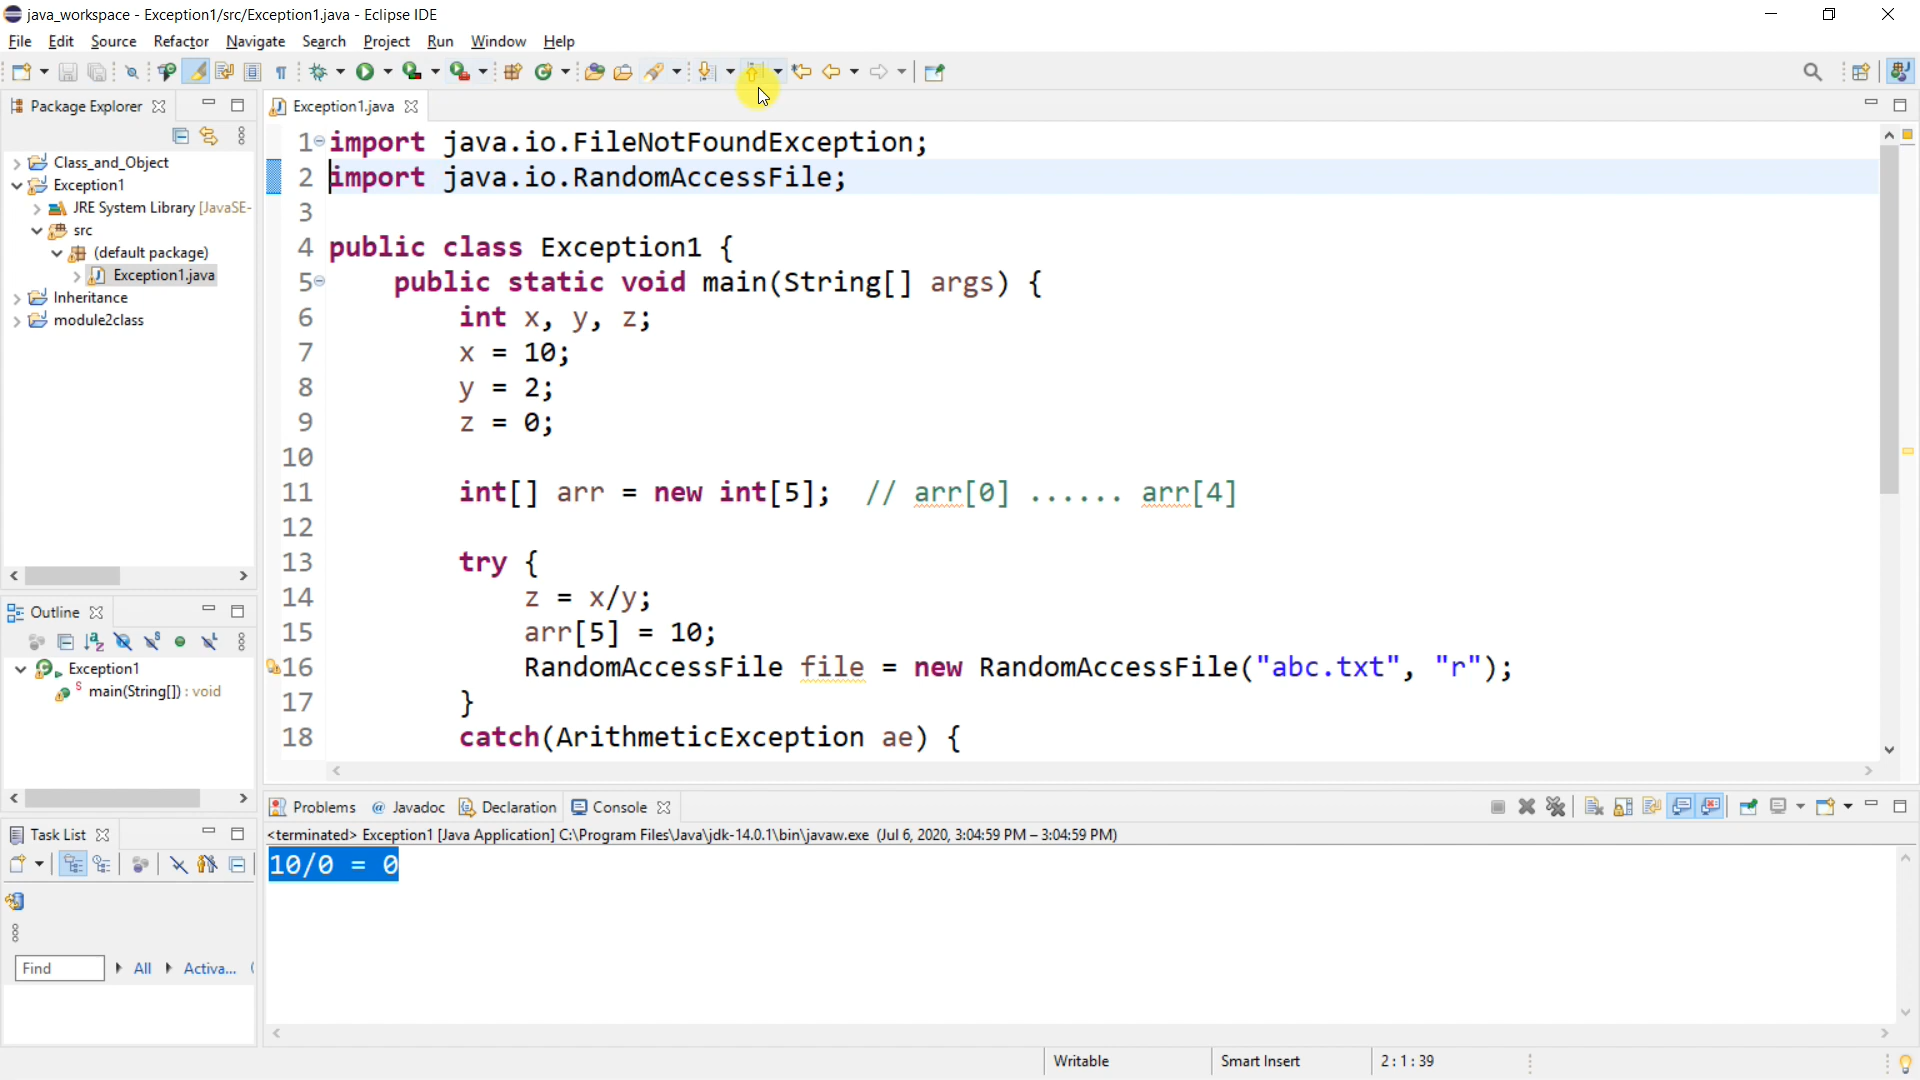 java_workspace - Exception1/src/Exception1.java - Eclipse IDE
File Edit Source Refactor Navigate Search Project Run Window Help
Package Explorer
Class_and_Object
Exception1
JRE System Library [JavaSE-
src
(default package)
Exception1.java
Inheritance
module2class
Outline
Exception1
main(String[]) : void
Task List
Find All Activa...
Exception1.java
1 import java.io.FileNotFoundException;
2 import java.io.RandomAccessFile;
3
4 public class Exception1 {
5 public static void main(String[] args) {
6 int x, y, z;
7 x = 10;
8 y = 2;
9 z = 0;
10
11 int[] arr = new int[5]; // arr[0] ...... arr[4]
12
13 try {
14 z = x/y;
15 arr[5] = 10;
16 RandomAccessFile file = new RandomAccessFile("abc.txt", "r");
17 }
18 catch(ArithmeticException ae) {
Problems @ Javadoc Declaration Console
<terminated> Exception1 [Java Application] C:\Program Files\Java\jdk-14.0.1\bin\javaw.exe (Jul 6, 2020, 3:04:59 PM – 3:04:59 PM)
10/0 = 0
Writable Smart Insert 2 : 1 : 39